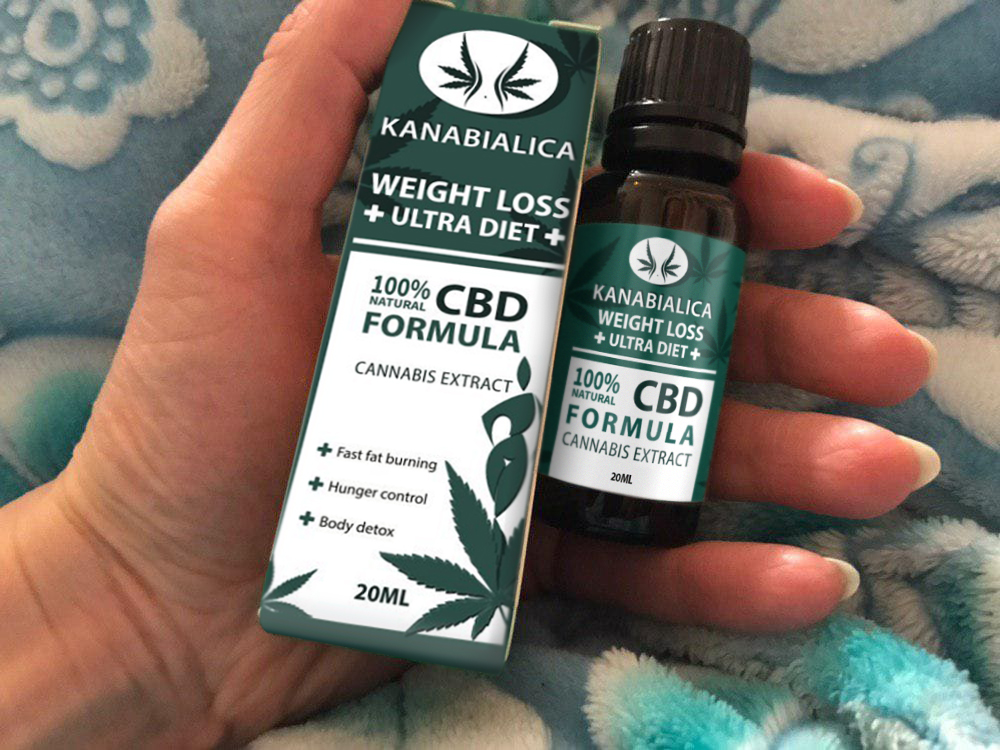 KANABIALICA
WEIGHT LOSS
+ ULTRA DIET +
100% NATURAL CBD
FORMULA
CANNABIS EXTRACT
+ Fast fat burning
+ Hunger control
+ Body detox
20ML
KANABIALICA
WEIGHT LOSS
+ ULTRA DIET +
100% NATURAL CBD
FORMULA
CANNABIS EXTRACT
20ML